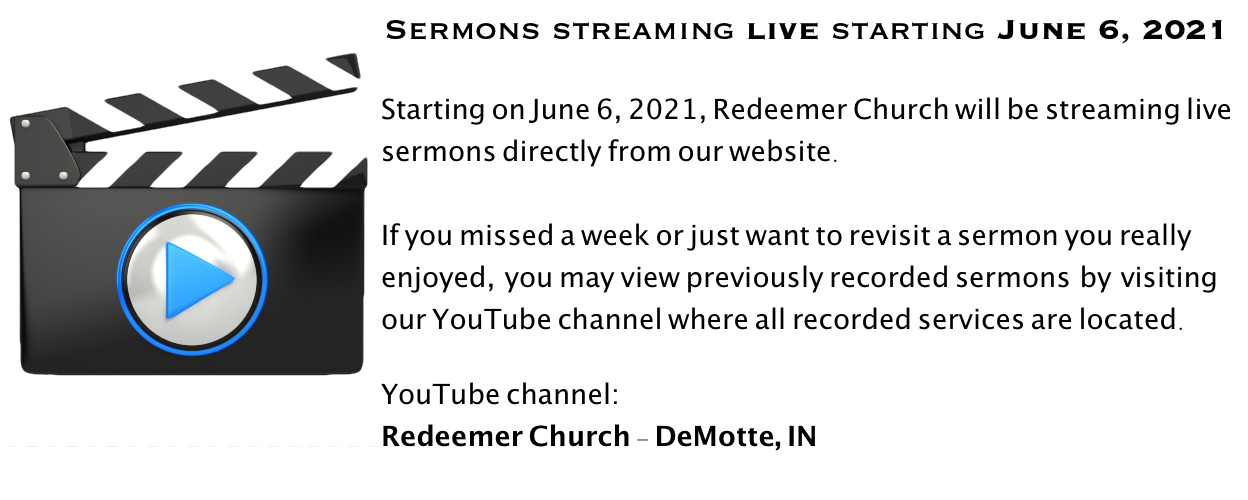 Sermons streaming live starting June 6, 2021
Starting on June 6, 2021, Redeemer Church will be streaming live
sermons directly from our website.
If you missed a week or just want to revisit a sermon you really
enjoyed, you may view previously recorded sermons by visiting
our YouTube channel where all recorded services are located.
YouTube channel:
Redeemer Church – DeMotte, IN